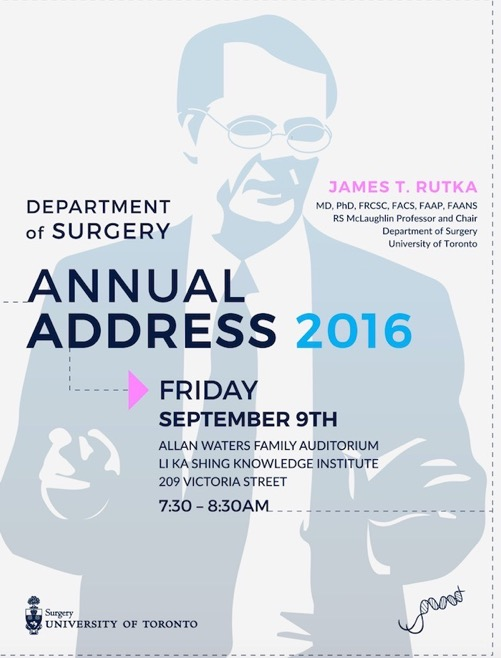 JAMES T. RUTKA
MD, PhD, FRCSC, FACS, FAAP, FAANS
RS McLaughlin Professor and Chair
Department of Surgery
University of Toronto
DEPARTMENT
of SURGERY
ANNUAL
ADDRESS 2016
FRIDAY
SEPTEMBER 9TH
ALLAN WATERS FAMILY AUDITORIUM
LI KA SHING KNOWLEDGE INSTITUTE
209 VICTORIA STREET
7:30 – 8:30AM
Surgery
UNIVERSITY OF TORONTO